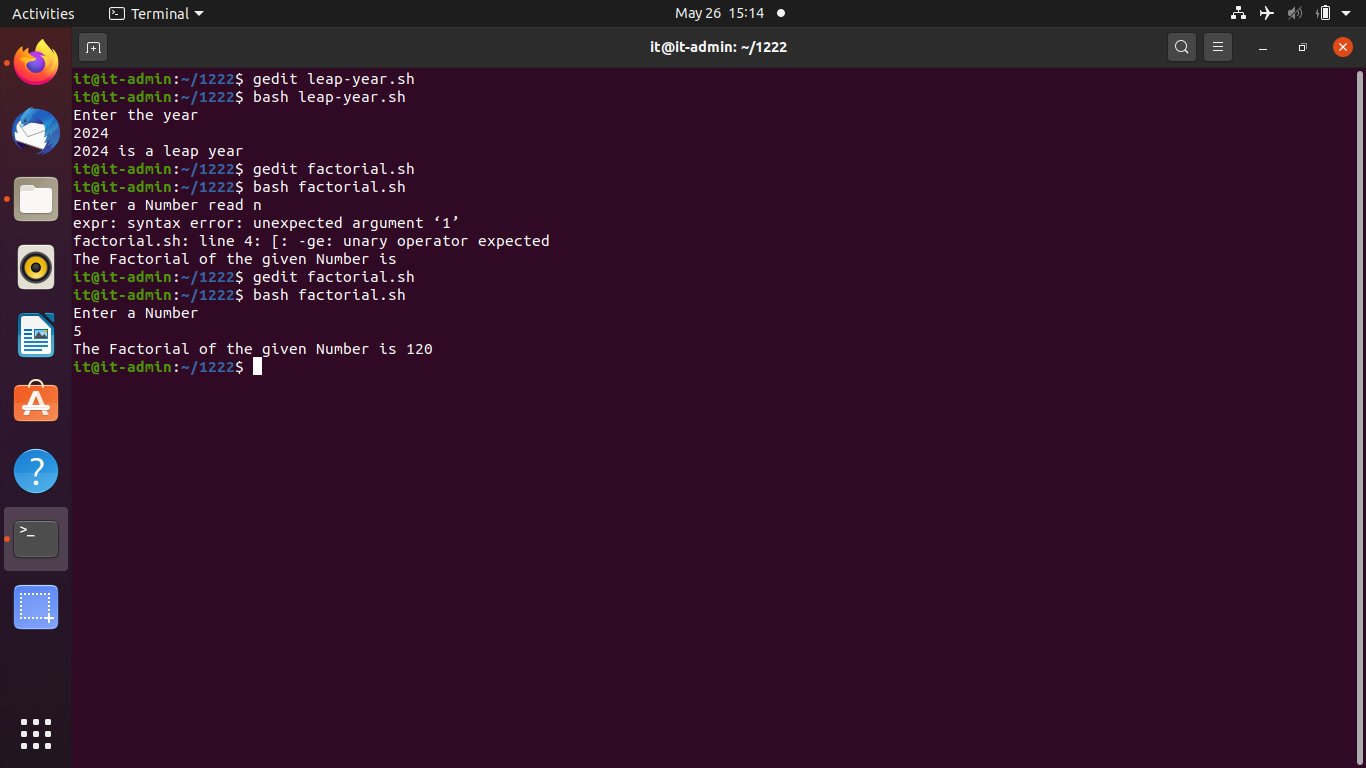 Activities
Terminal
May 26 15:14
it@it-admin: ~/1222
it@it-admin:~/1222$ gedit leap-year.sh
it@it-admin:~/1222$ bash leap-year.sh
Enter the year
2024
2024 is a leap year
it@it-admin:~/1222$ gedit factorial.sh
it@it-admin:~/1222$ bash factorial.sh
Enter a Number read n
expr: syntax error: unexpected argument ‘1’
factorial.sh: line 4: [: -ge: unary operator expected
The Factorial of the given Number is
it@it-admin:~/1222$ gedit factorial.sh
it@it-admin:~/1222$ bash factorial.sh
Enter a Number
5
The Factorial of the given Number is 120
it@it-admin:~/1222$